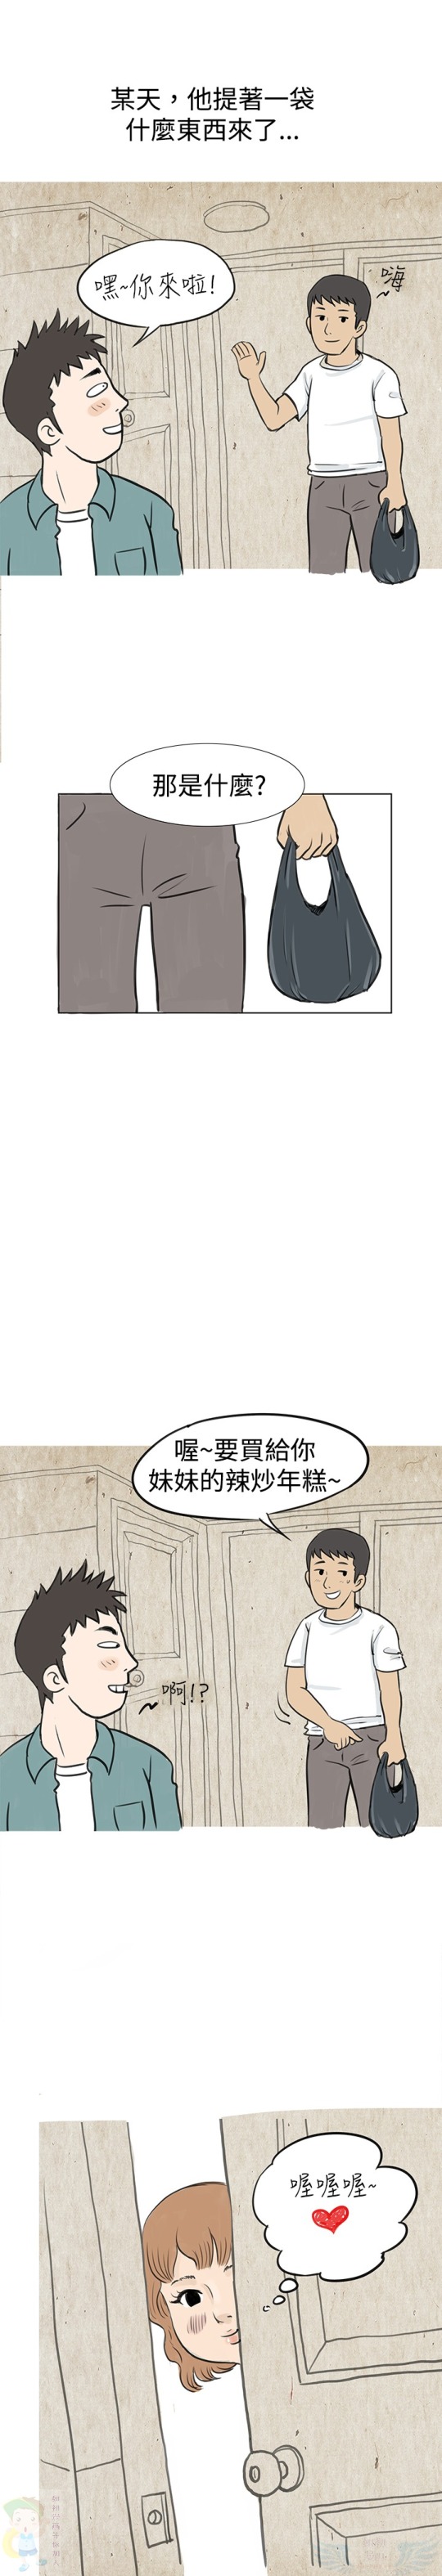 某天，他提著一袋
什麼東西來了...
嘿~你來啦!
嗨~
那是什麼?
喔~要買給你
妹妹的辣炒年糕~
~啊!?
喔喔喔~